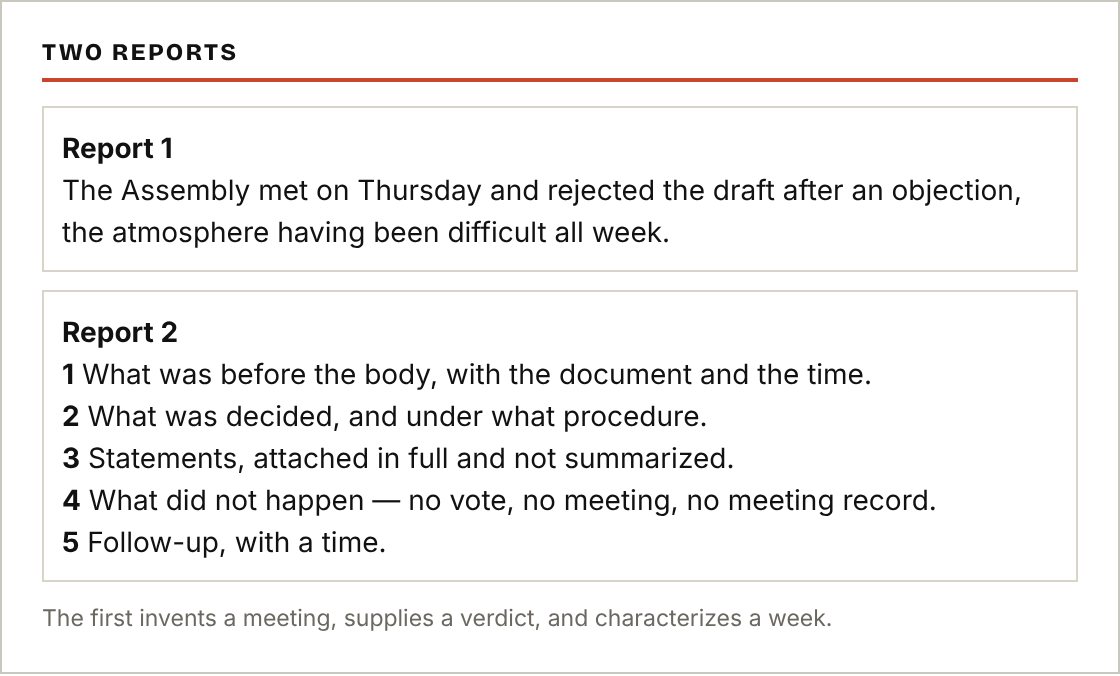 TWO REPORTS
Report 1
The Assembly met on Thursday and rejected the draft after an objection,
the atmosphere having been difficult all week.
Report 2
1 What was before the body, with the document and the time.
2 What was decided, and under what procedure.
3 Statements, attached in full and not summarized.
4 What did not happen — no vote, no meeting, no meeting record.
5 Follow-up, with a time.
The first invents a meeting, supplies a verdict, and characterizes a week.